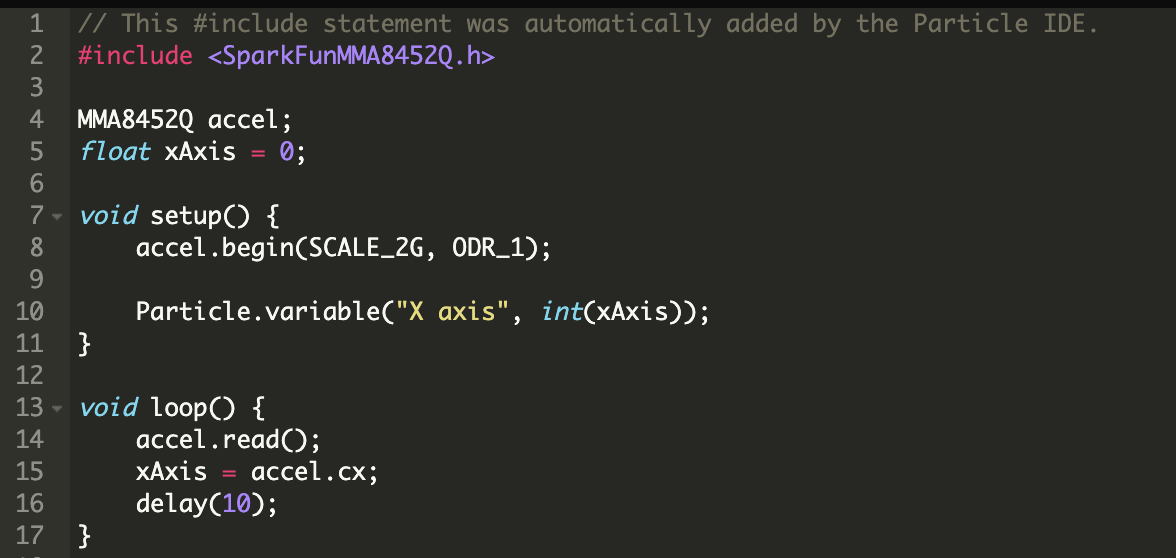 1 // This #include statement was automatically added by the Particle IDE.
2 #include <SparkFunMMA8452Q.h>
3
4 MMA8452Q accel;
5 float xAxis = 0;
6
7 void setup() {
8     accel.begin(SCALE_2G, ODR_1);
9
10     Particle.variable("X axis", int(xAxis));
11 }
12
13 void loop() {
14     accel.read();
15     xAxis = accel.cx;
16     delay(10);
17 }